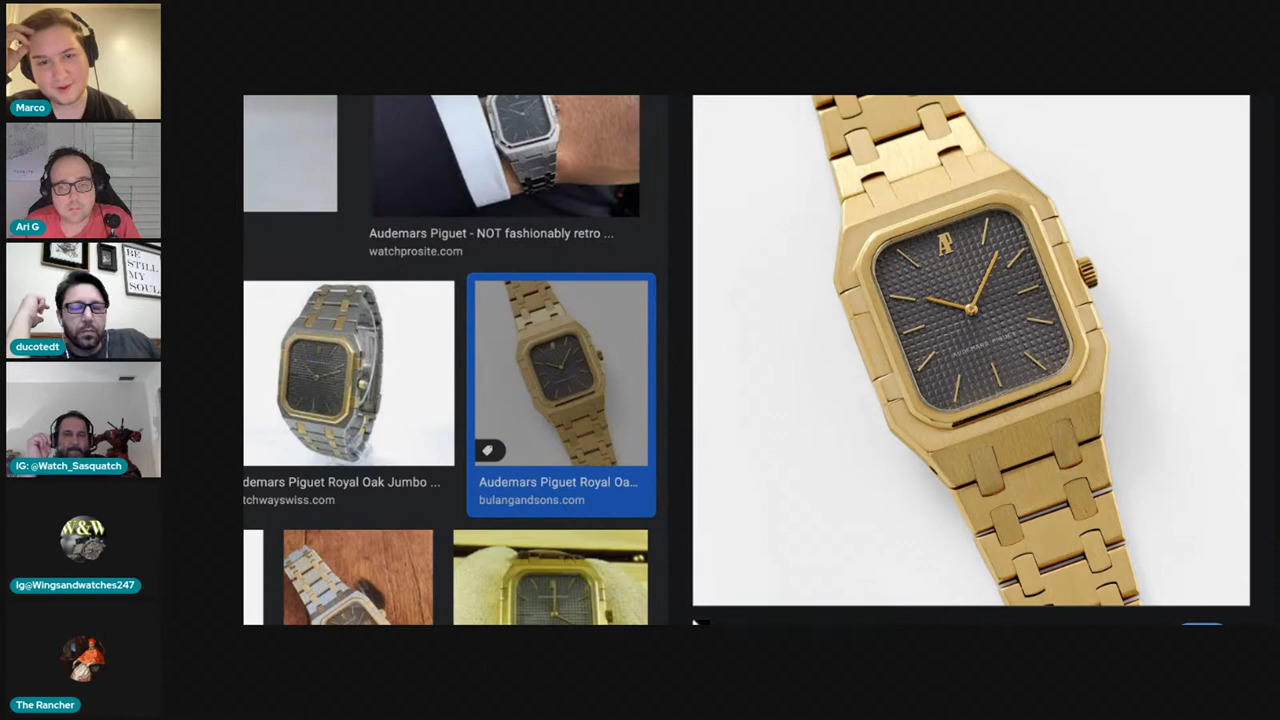 Marco
Ari G
BE
STILL
MY
SOUL
ducotedt
IG: @Watch_Sasquatch
W&W
Ig@Wingsandwatches247
The Rancher
Audemars Piguet - NOT fashionably retro ...
watchprosite.com
demars Piguet Royal Oak Jumbo ...
tchwayswiss.com
Audemars Piguet Royal Oa...
bulangandsons.com
AP
AUDEMARS PIGUET